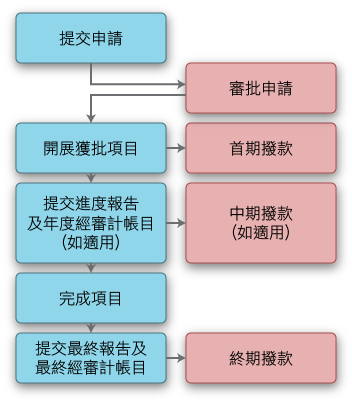 提交申請
審批申請
開展獲批項目
首期撥款
提交進度報告
及年度經審計帳目
（如適用）
中期撥款
（如適用）
完成項目
提交最終報告及
最終經審計帳目
終期撥款